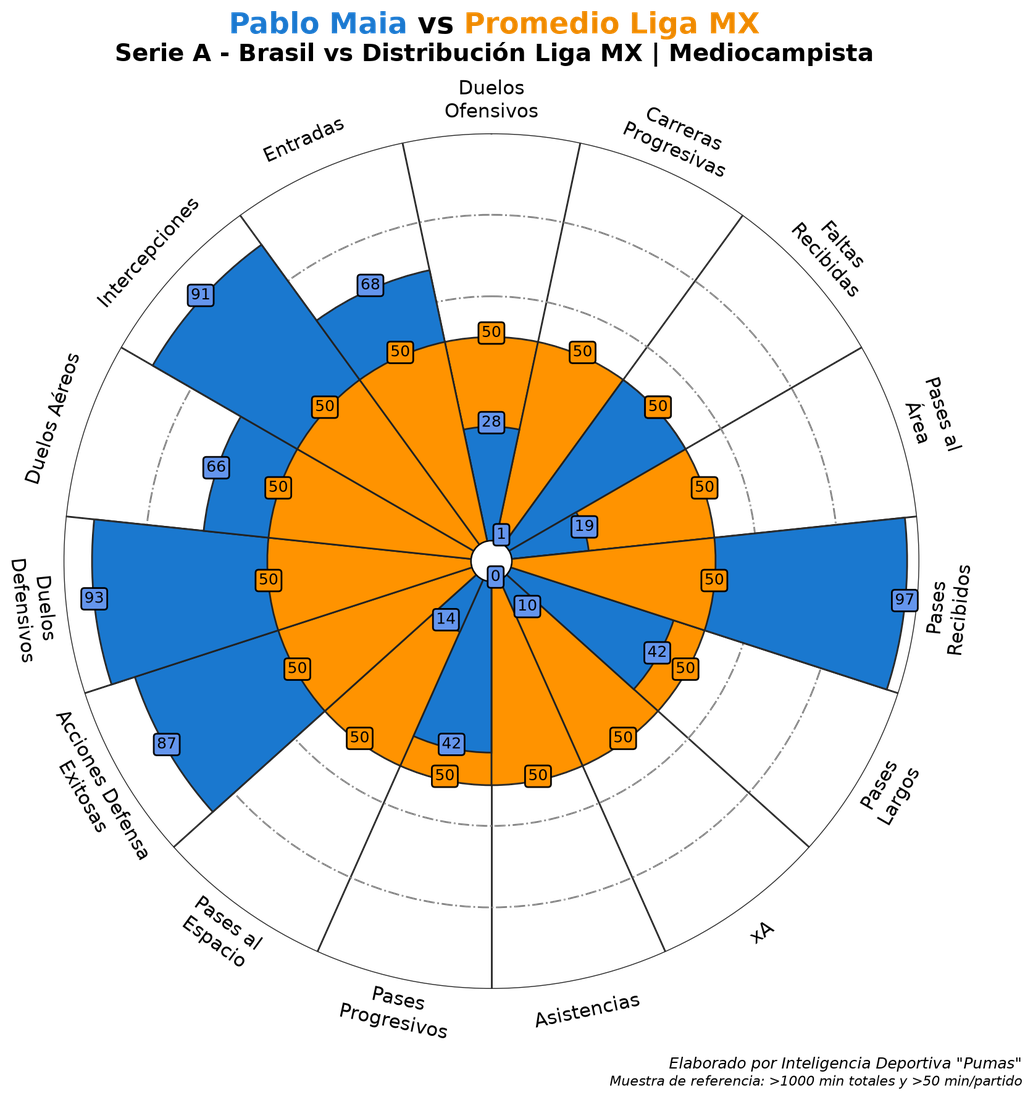 Pablo Maia vs Promedio Liga MX
Serie A - Brasil vs Distribución Liga MX | Mediocampista
Duelos
Ofensivos
28
50
Carreras
Progresivas
1
50
Faltas
Recibidas
50
Pases al
Área
19
50
Pases
Recibidos
97
50
Pases
Largos
42
50
xA
10
50
Asistencias
0
50
Pases
Progresivos
42
50
Pases al
Espacio
14
50
Acciones Defensa
Exitosas
87
50
Duelos
Defensivos
93
50
Duelos Aéreos
66
50
Intercepciones
91
50
Entradas
68
50
Elaborado por Inteligencia Deportiva "Pumas"
Muestra de referencia: >1000 min totales y >50 min/partido